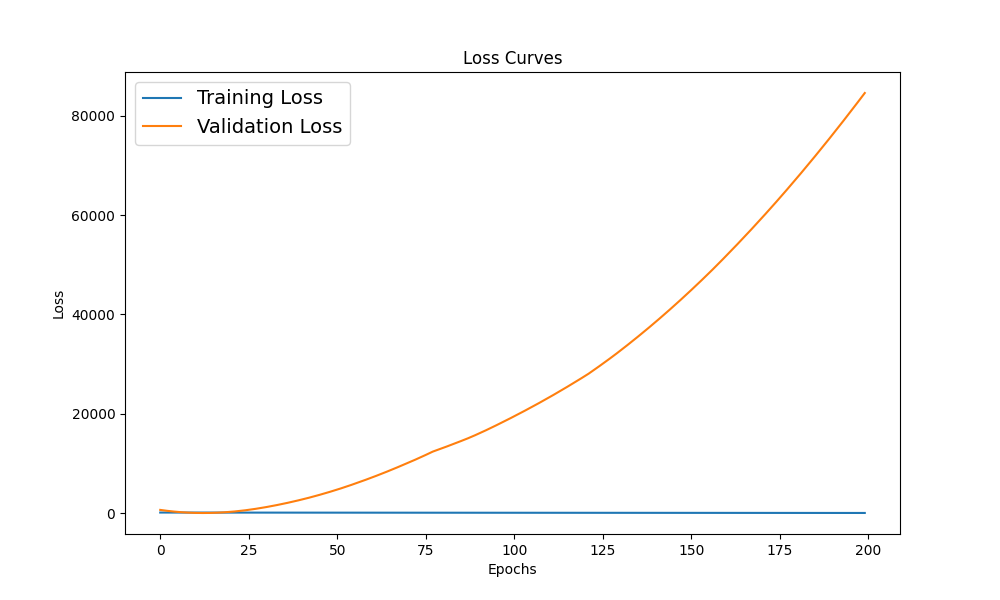 Loss Curves
Training Loss
Validation Loss
80000
60000
40000
20000
0
Loss
0 25 50 75 100 125 150 175 200
Epochs